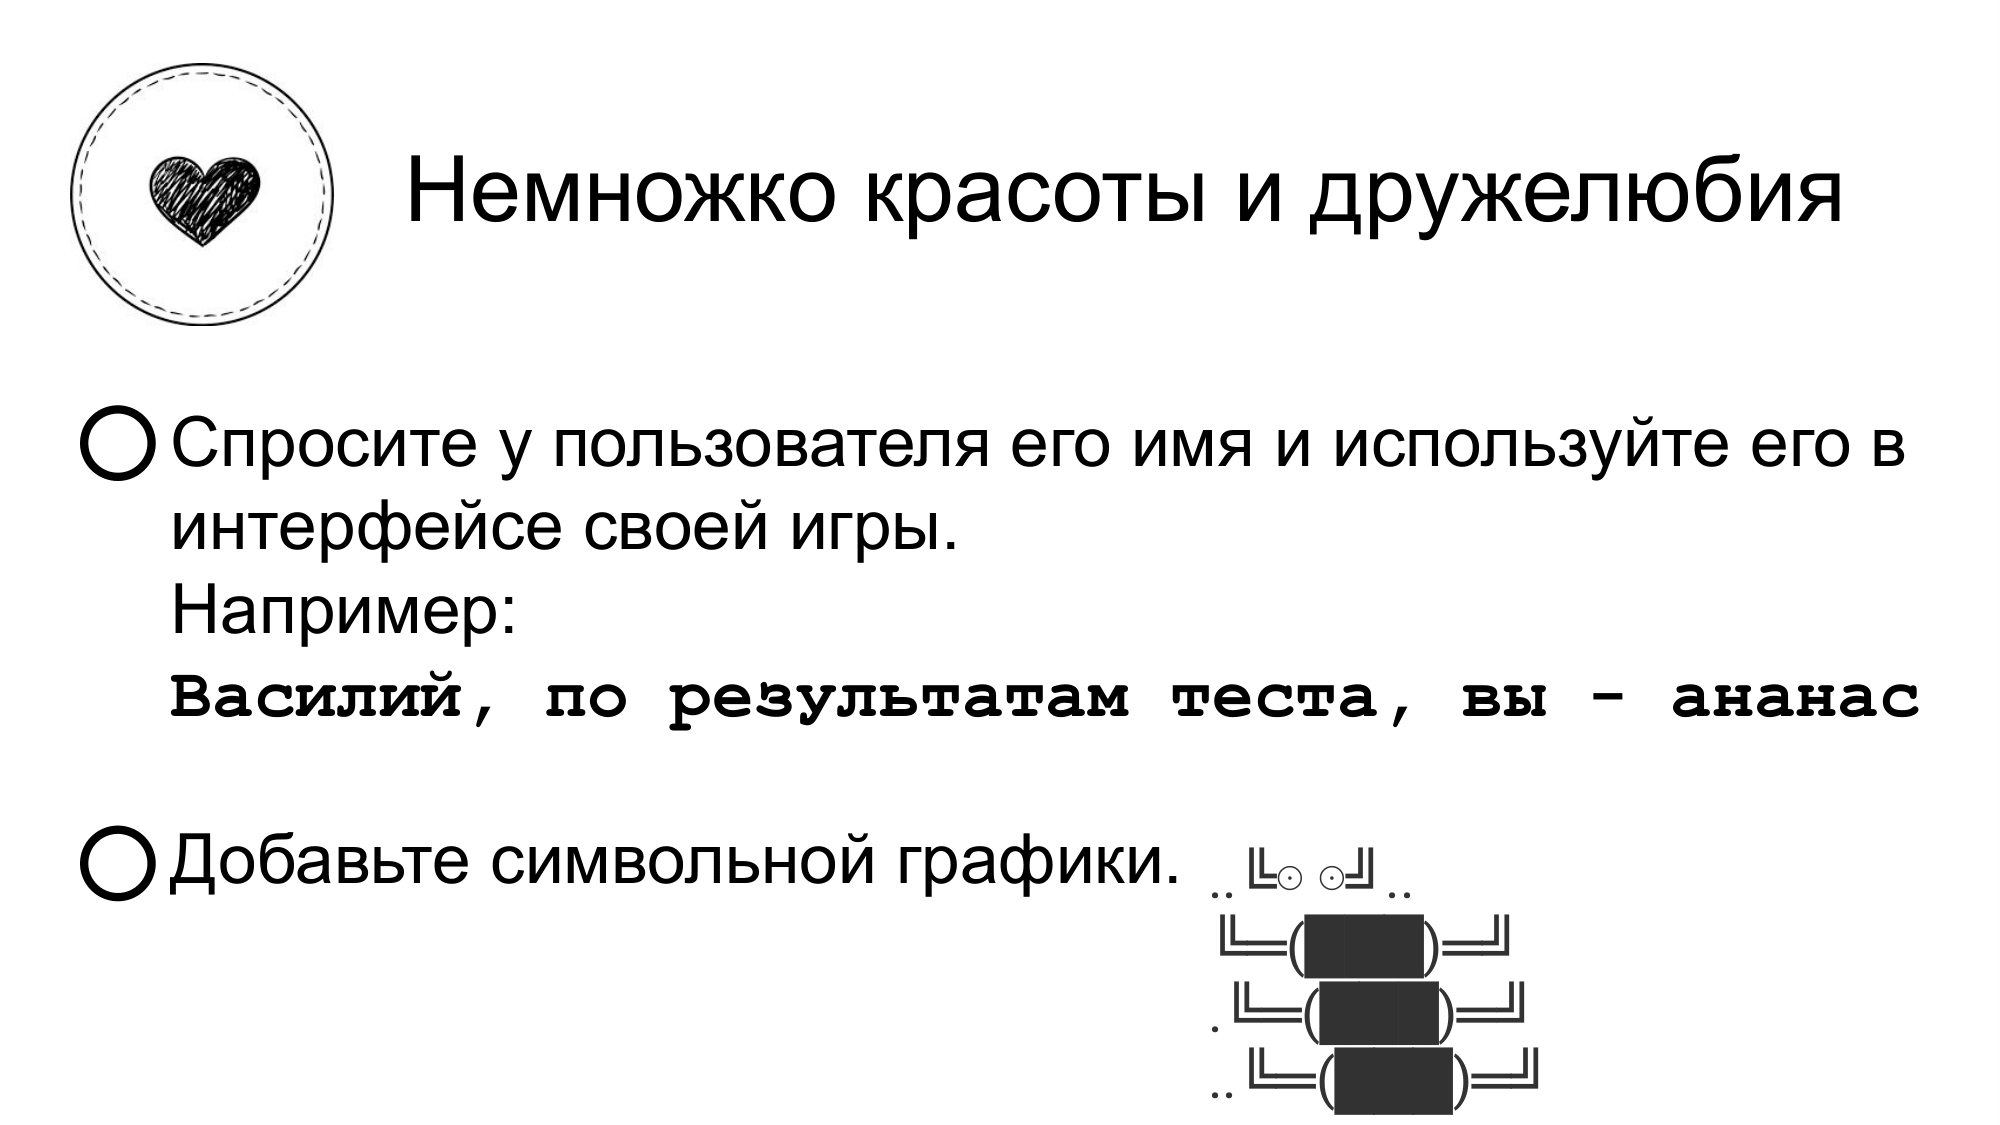 Немножко красоты и дружелюбия
Спросите у пользователя его имя и используйте его в
интерфейсе своей игры.
Например:
Василий, по результатам теста, вы - ананас
Добавьте символьной графики.
..╚⊙ ⊙╝..
╚═(███)═╝
.╚═(███)═╝
..╚═(███)═╝